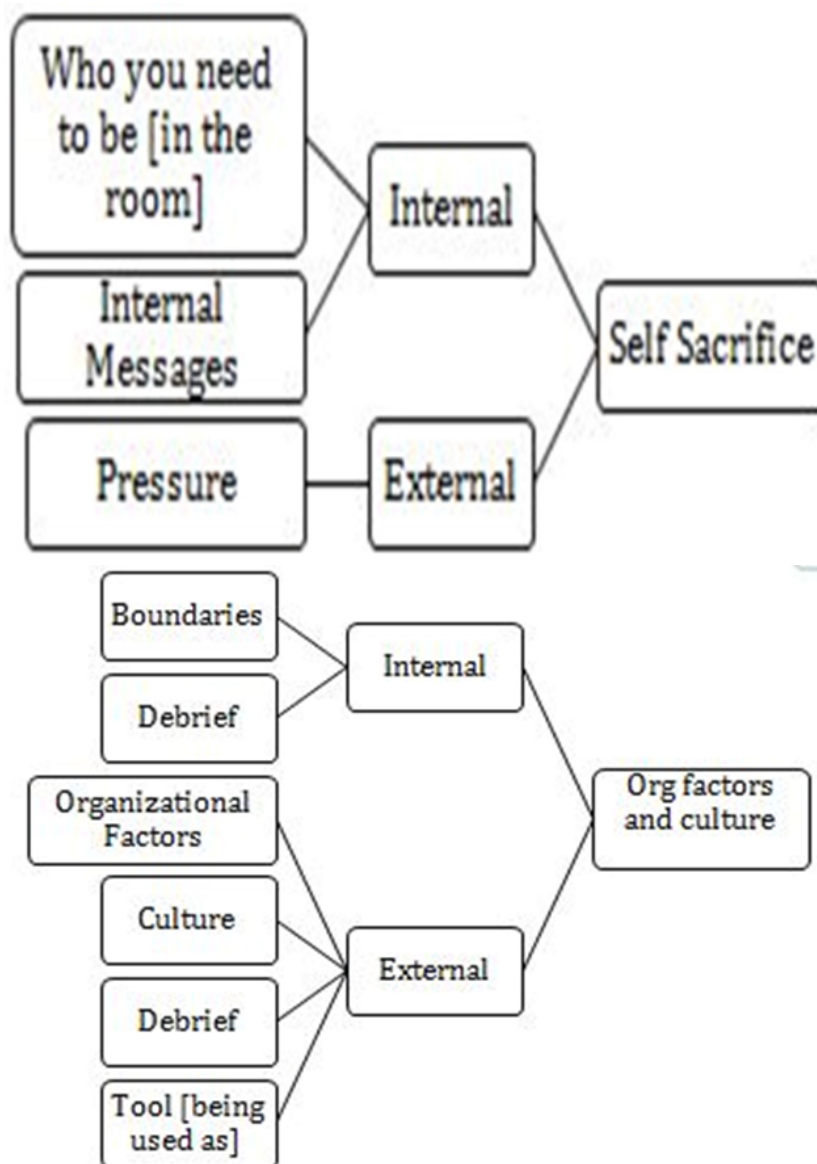 Who you need
to be [in the
room]
Internal
Messages
Pressure
Internal
External
Self Sacrifice
Boundaries
Debrief
Organizational
Factors
Culture
Debrief
Tool [being
used as]
Internal
External
Org factors
and culture